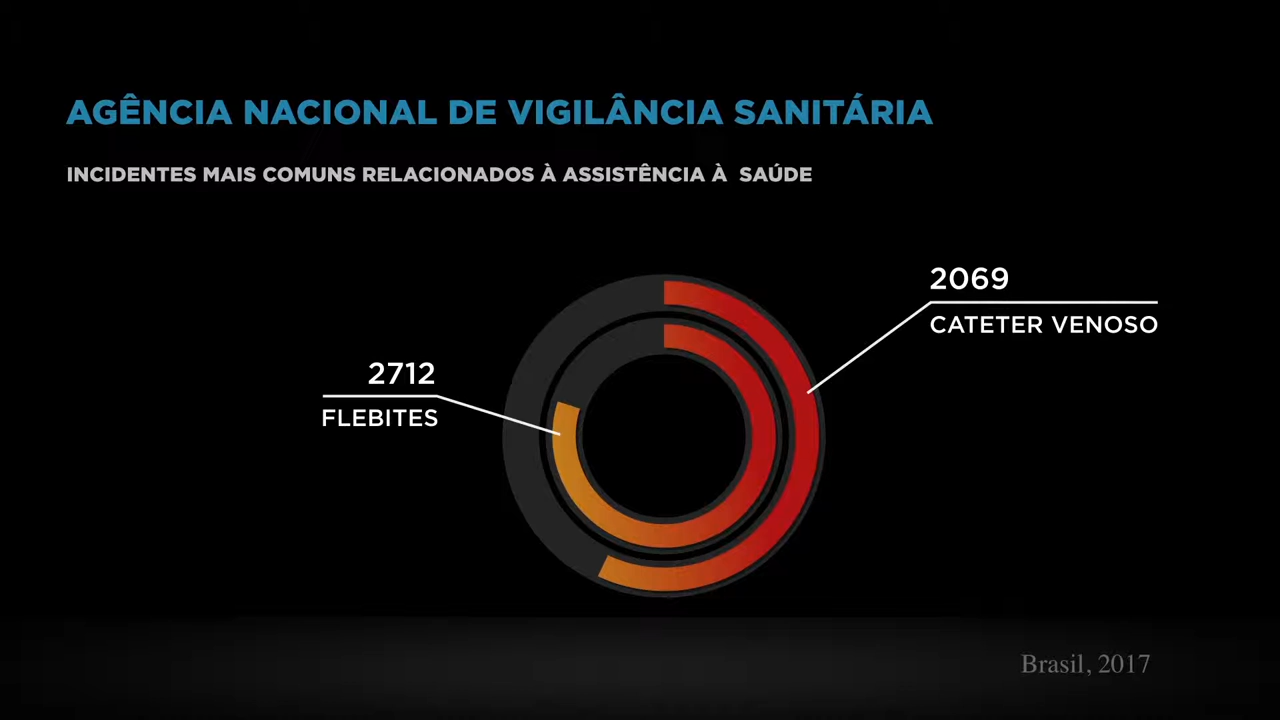 AGÊNCIA NACIONAL DE VIGILÂNCIA SANITÁRIA
INCIDENTES MAIS COMUNS RELACIONADOS À ASSISTÊNCIA À SAÚDE
2069
CATETER VENOSO
2712
FLEBITES
Brasil, 2017